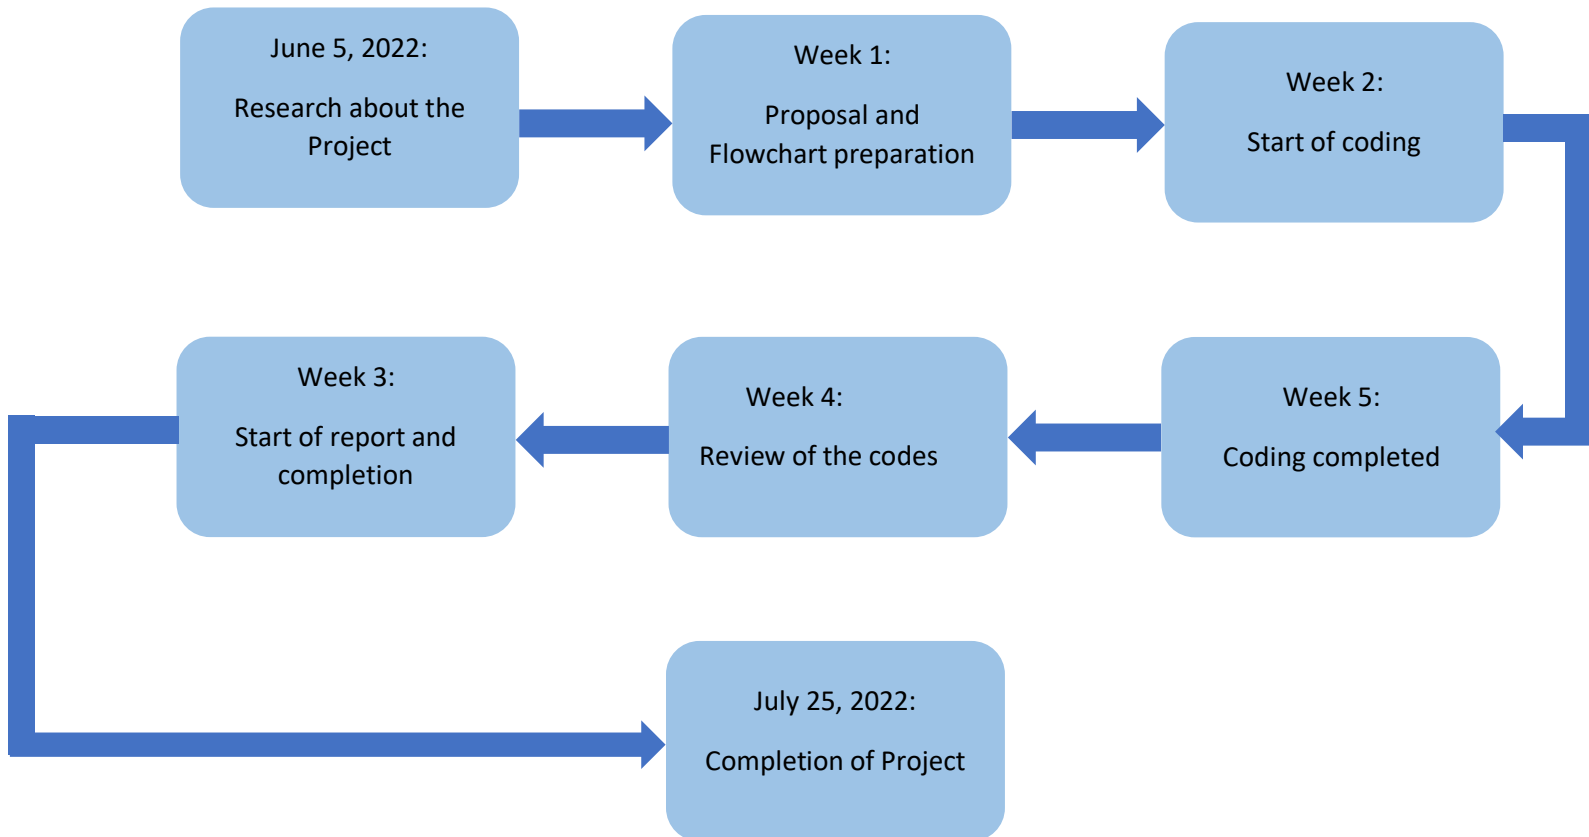 June 5, 2022:
Research about the
Project
Week 1:
Proposal and
Flowchart preparation
Week 2:
Start of coding
Week 3:
Start of report and
completion
Week 4:
Review of the codes
Week 5:
Coding completed
July 25, 2022:
Completion of Project